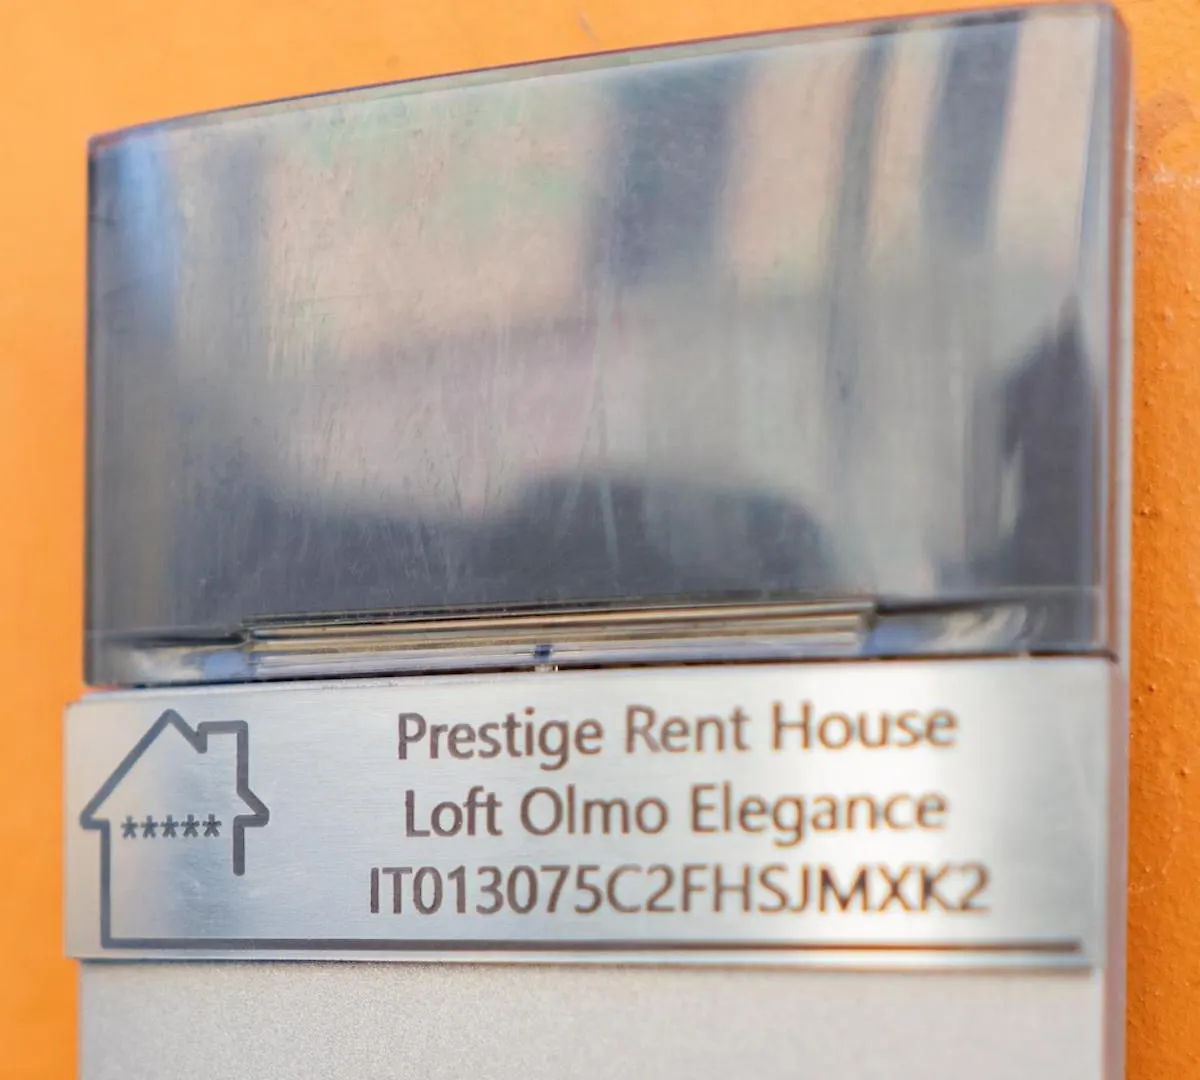 Prestige Rent House
Loft Olmo Elegance
*****
IT013075C2FHSJMXK2